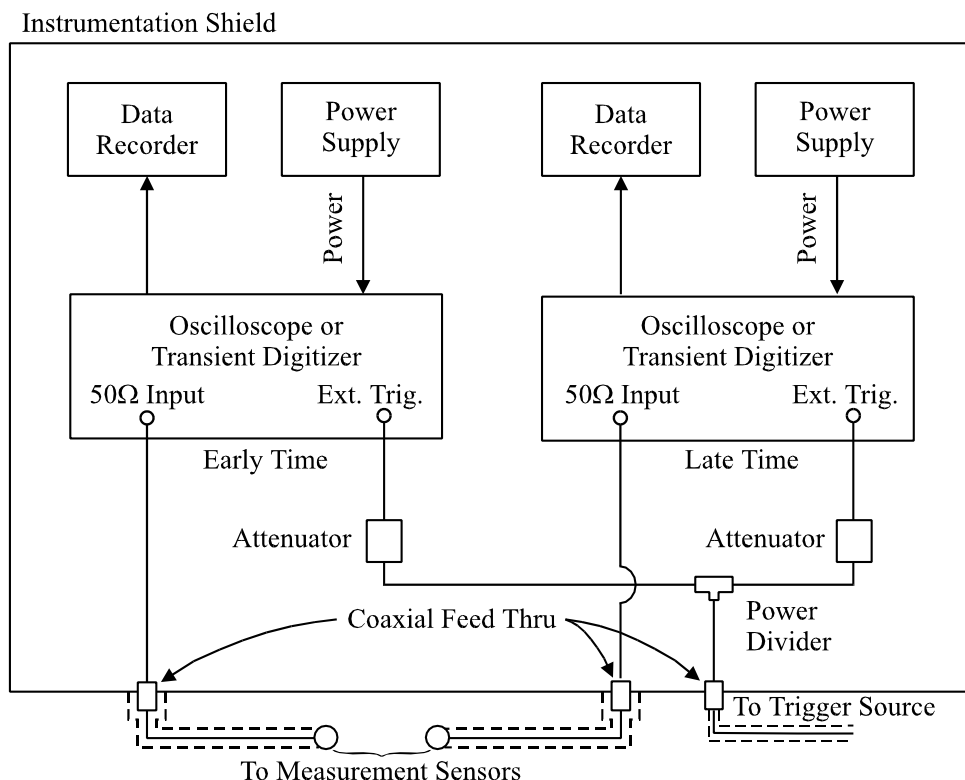 Instrumentation Shield
Data
Recorder
Power
Supply
Data
Recorder
Power
Supply
Power
Power
Oscilloscope or
Transient Digitizer
50Ω Input
Ext. Trig.
Oscilloscope or
Transient Digitizer
50Ω Input
Ext. Trig.
Early Time
Late Time
Attenuator
Attenuator
Coaxial Feed Thru
Power
Divider
To Trigger Source
To Measurement Sensors